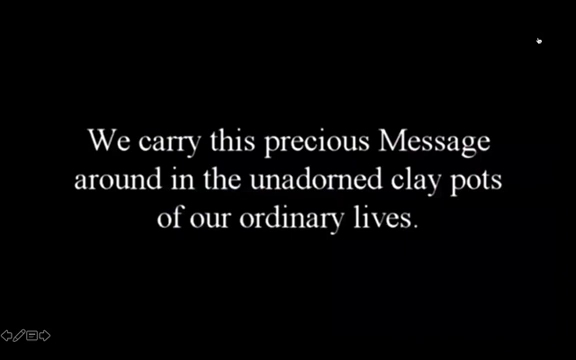 We carry this precious Message
around in the unadorned clay pots
of our ordinary lives.